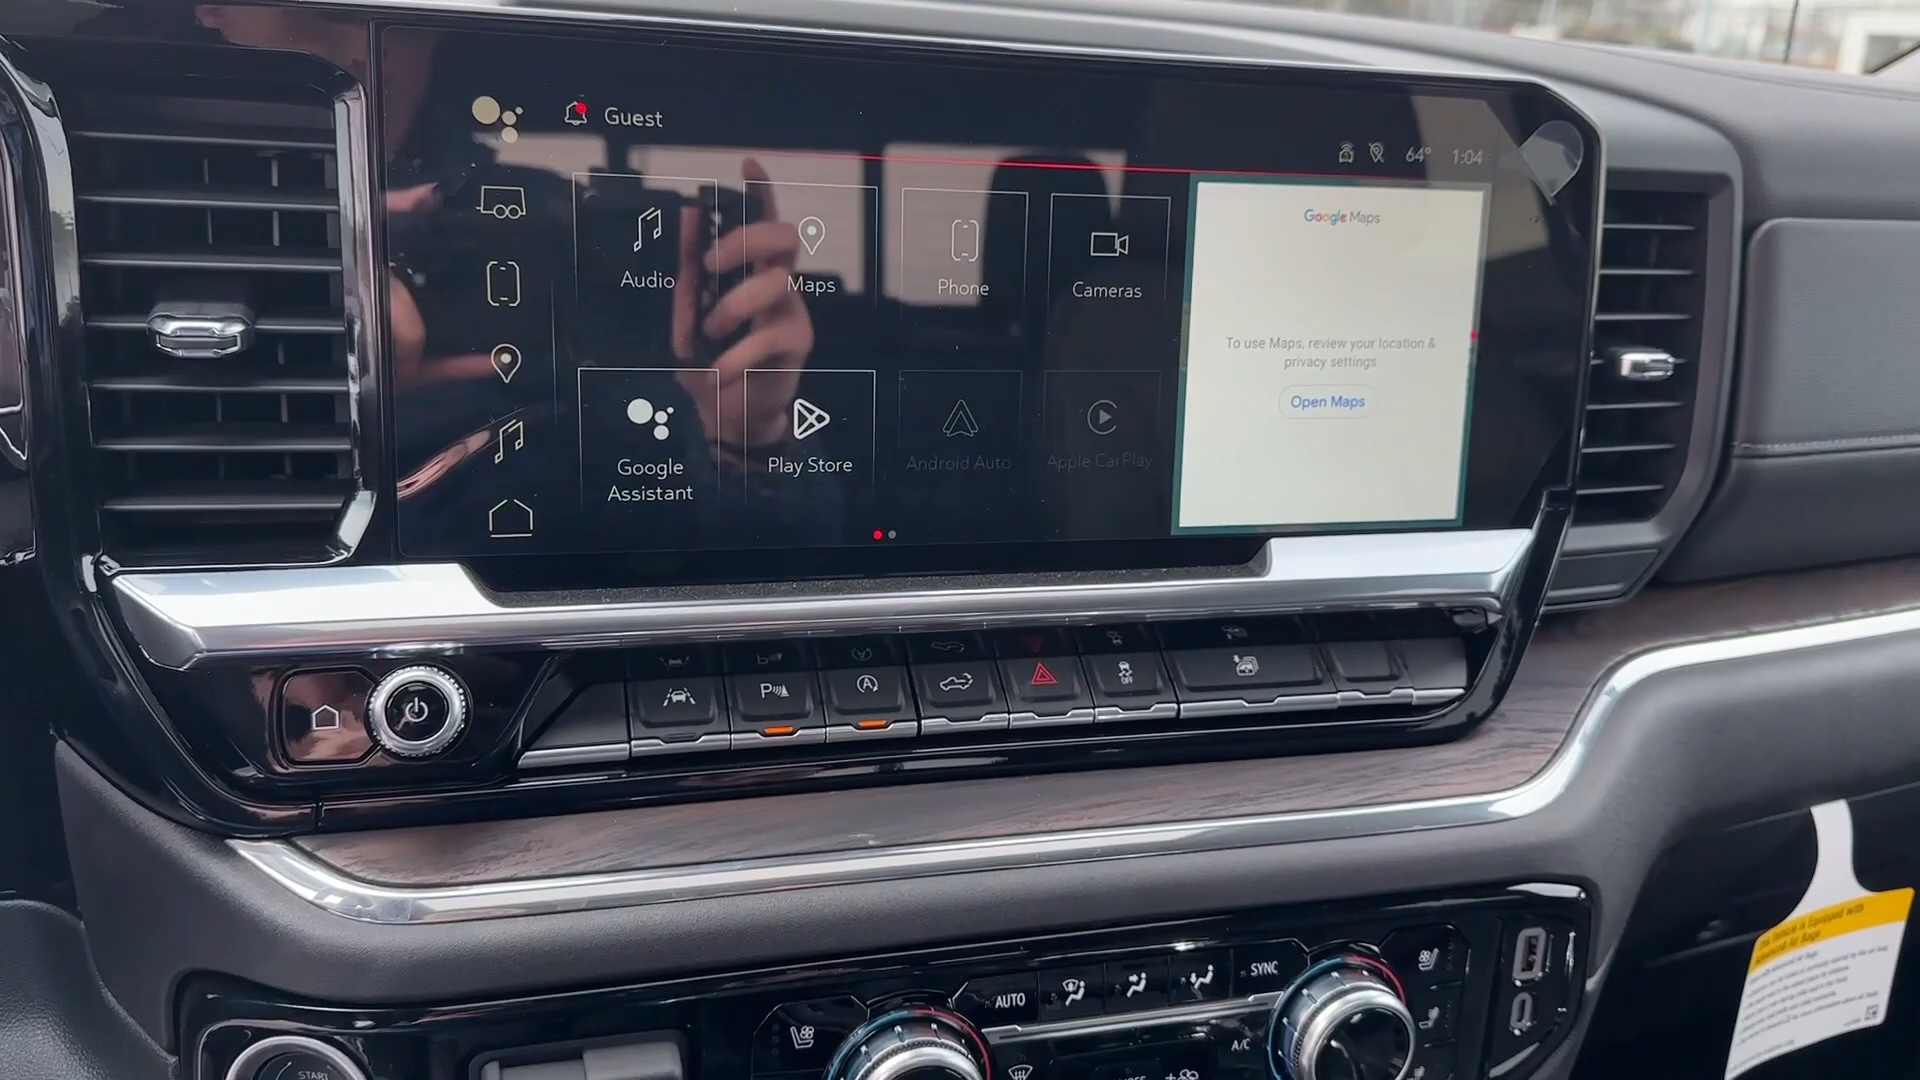 Guest
64° 1:04
Audio
Maps
Phone
Cameras
Google Maps
To use Maps, review your location &
privacy settings
Open Maps
Google
Assistant
Play Store
Android Auto
Apple CarPlay
P
A
OFF
AUTO
SYNC
A/C
START